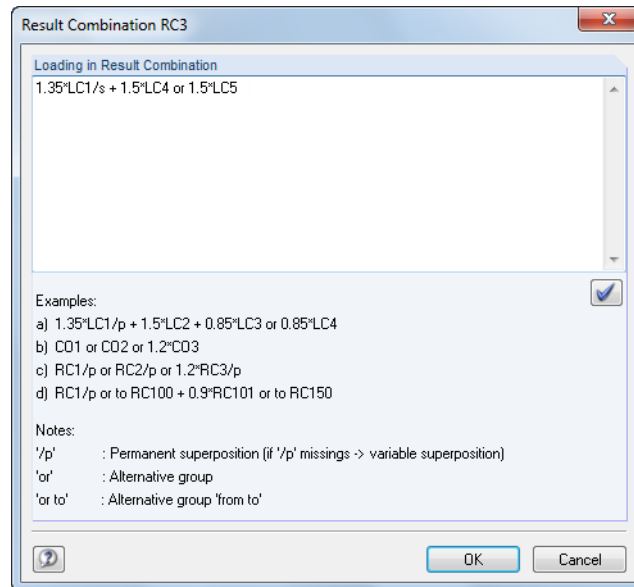 Result Combination RC3
Loading in Result Combination
1.35*LC1/s + 1.5*LC4 or 1.5*LC5
Examples:
a) 1.35*LC1/p + 1.5*LC2 + 0.85*LC3 or 0.85*LC4
b) CO1 or CO2 or 1.2*CO3
c) RC1/p or RC2/p or 1.2*RC3/p
d) RC1/p or to RC100 + 0.9*RC101 or to RC150
Notes:
'/p' : Permanent superposition (if '/p' missings -> variable superposition)
'or' : Alternative group
'or to' : Alternative group 'from to'
OK Cancel